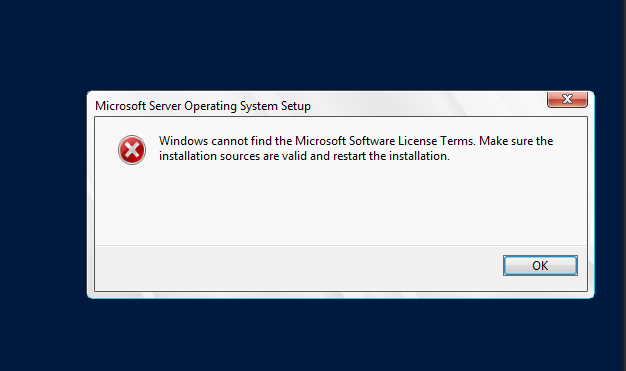 Microsoft Server Operating System Setup
Windows cannot find the Microsoft Software License Terms. Make sure the
installation sources are valid and restart the installation.
OK